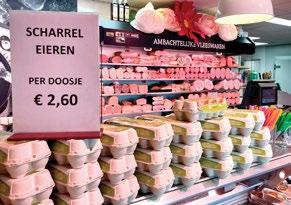 SCHARREL
EIEREN
PER DOOSJE
€ 2,60
AMBACHTELIJKE VLEESWAREN